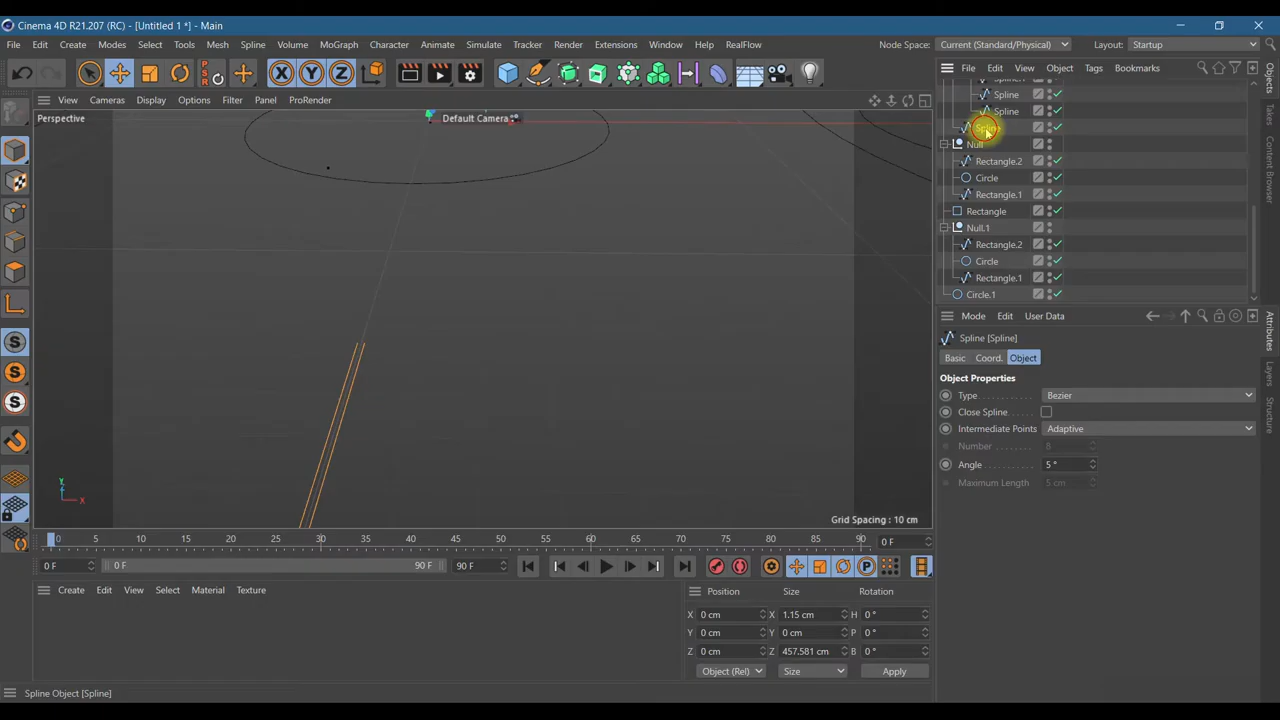 Cinema 4D R21.207 (RC) - [Untitled 1 *] - Main
File Edit Create Modes Select Tools Mesh Spline Volume MoGraph Character Animate Simulate Tracker Render Extensions Window Help RealFlow Node Space: Current (Standard/Physical) Layout: Startup
File Edit View Object Tags Bookmarks
View Cameras Display Options Filter Panel ProRender
Perspective
Default Camera
Spline
Spline
Null
Rectangle.2
Circle
Rectangle.1
Rectangle
Null.1
Rectangle.2
Circle
Rectangle.1
Circle.1
Objects
Takes
Content Browser
Mode Edit User Data
Spline [Spline]
Basic Coord. Object
Object Properties
Type Bezier
Close Spline
Intermediate Points Adaptive
Number 8
Angle 5 °
Maximum Length 5 cm
Attributes
Layers
Structure
Y
Z
X
Grid Spacing : 10 cm
0 5 10 15 20 25 30 35 40 45 50 55 60 65 70 75 80 85 90 0 F
0 F 0 F 90 F 90 F
Create Edit View Select Material Texture
Position Size Rotation
X 0 cm X 1.15 cm H 0 °
Y 0 cm Y 0 cm P 0 °
Z 0 cm Z 457.581 cm B 0 °
Object (Rel) Size Apply
Spline Object [Spline]